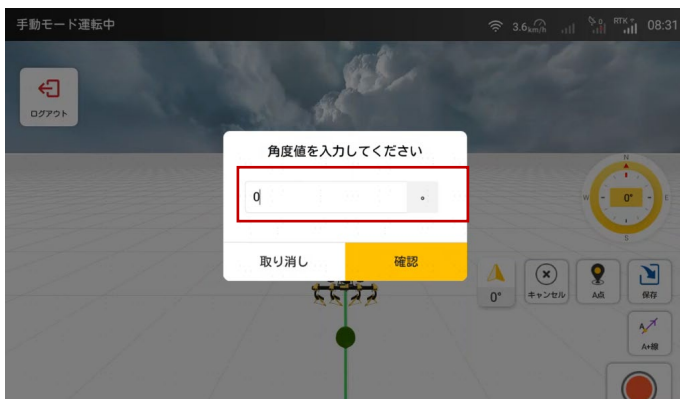 手動モード運転中
3.6km/h
RTK
08:31
ログアウト
角度値を入力してください
0
°
取り消し
確認
N
W
- 0° -
E
S
0°
キャンセル
A点
保存
A+線